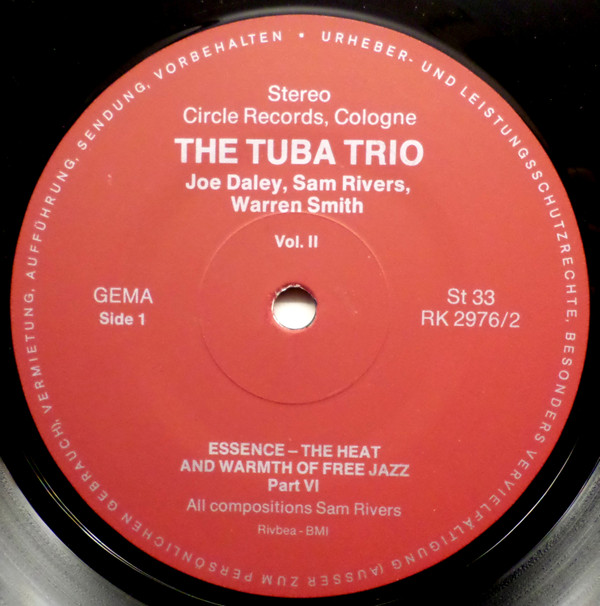 Stereo
Circle Records, Cologne
THE TUBA TRIO
Joe Daley, Sam Rivers,
Warren Smith
Vol. II
GEMA
Side 1
St 33
RK 2976/2
ESSENCE – THE HEAT
AND WARMTH OF FREE JAZZ
Part VI
All compositions Sam Rivers
Rivbea - BMI
URHEBER- UND LEISTUNGSSCHUTZRECHTE, BESONDERS VERVIELFÄLTIGUNG (AUSSER ZUM PERSÖNLICHEN GEBRAUCH), VERMIETUNG, AUFFÜHRUNG, SENDUNG, VORBEHALTEN •